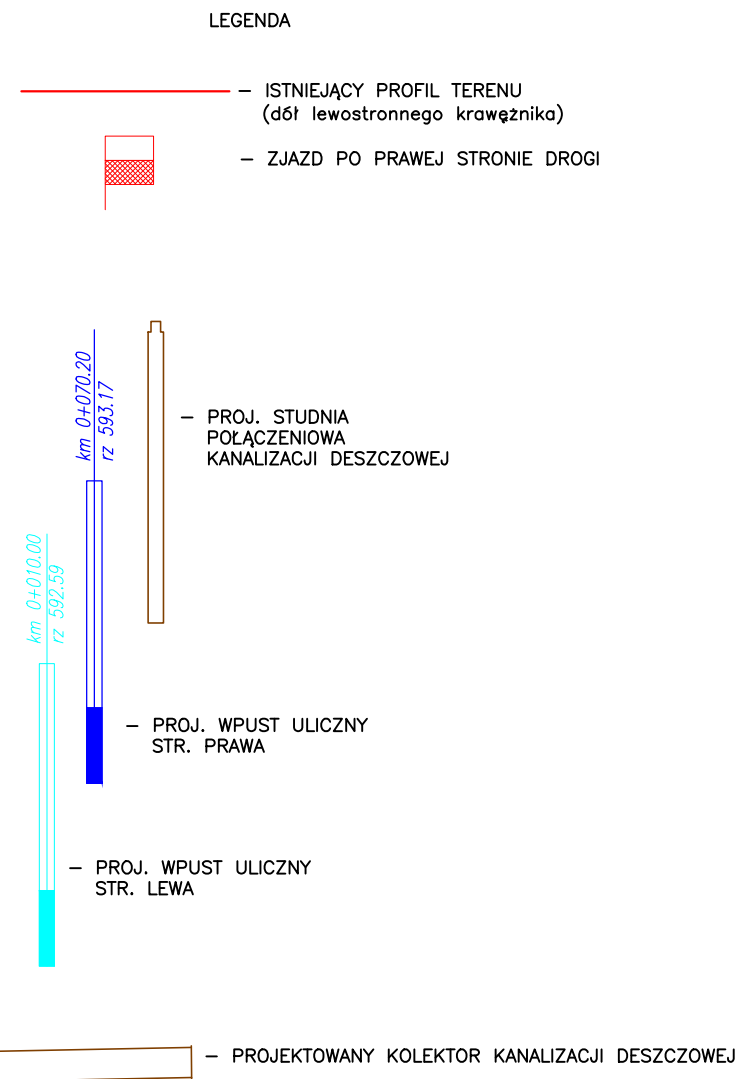 LEGENDA
– ISTNIEJĄCY PROFIL TERENU
(dół lewostronnego krawężnika)
– ZJAZD PO PRAWEJ STRONIE DROGI
km 0+070.20
rz 593.17
– PROJ. STUDNIA
POŁĄCZENIOWA
KANALIZACJI DESZCZOWEJ
km 0+010.00
rz 592.59
– PROJ. WPUST ULICZNY
STR. PRAWA
– PROJ. WPUST ULICZNY
STR. LEWA
– PROJEKTOWANY KOLEKTOR KANALIZACJI DESZCZOWEJ